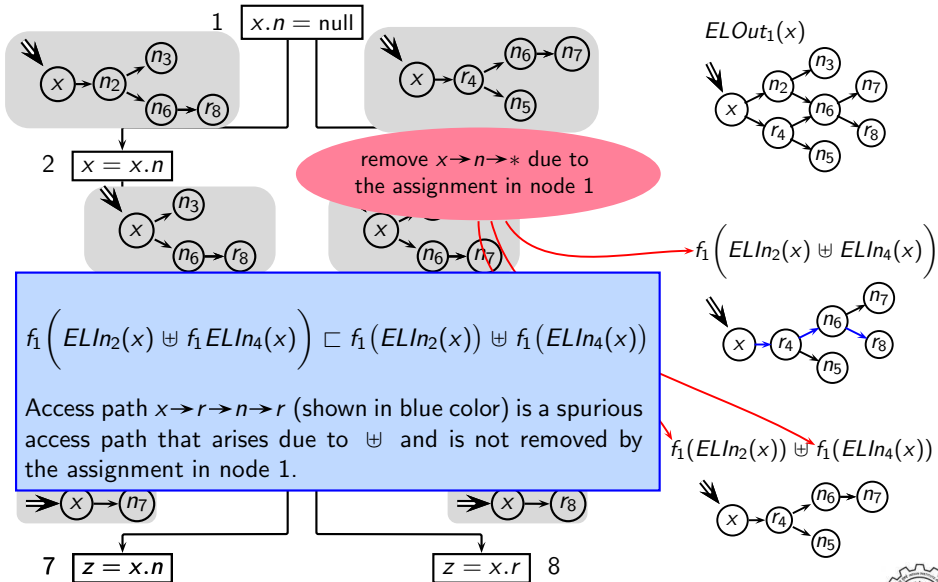 1 x.n = null
x n2 n3 n6 r8
x r4 n6 n7 n5
ELOut1(x)
x n2 n3 r4 n6 n7 r8 n5
remove x→n→∗ due to
the assignment in node 1
2 x = x.n
x n3 n6 r8
x n6 n7
f1(ELIn2(x) ⊎ ELIn4(x))
x r4 n6 n7 r8 n5
f1(ELIn2(x) ⊎ f1ELIn4(x)) ⊏ f1(ELIn2(x)) ⊎ f1(ELIn4(x))
Access path x→r→n→r (shown in blue color) is a spurious
access path that arises due to ⊎ and is not removed by
the assignment in node 1.
f1(ELIn2(x)) ⊎ f1(ELIn4(x))
x r4 n6 n7 n5
x n7
x r8
7 z = x.n
z = x.r 8